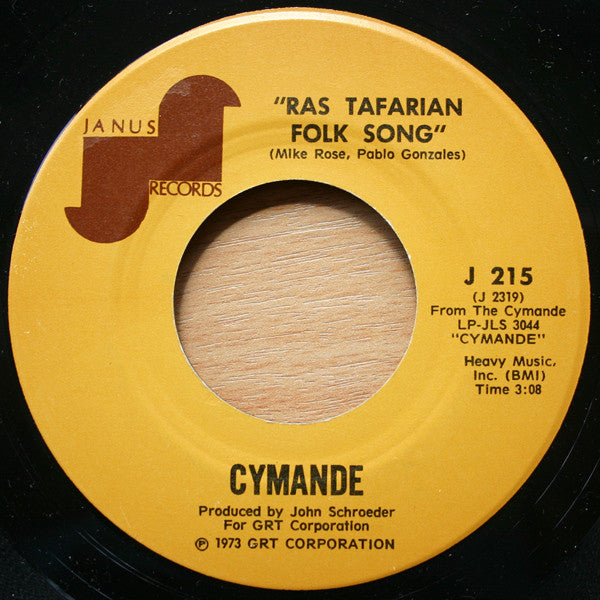 JANUS
RECORDS
"RAS TAFARIAN
FOLK SONG"
(Mike Rose, Pablo Gonzales)
J 215
(J 2319)
From The Cymande
LP-JLS 3044
"CYMANDE"
Heavy Music,
Inc. (BMI)
Time 3:08
CYMANDE
Produced by John Schroeder
For GRT Corporation
℗ 1973 GRT CORPORATION